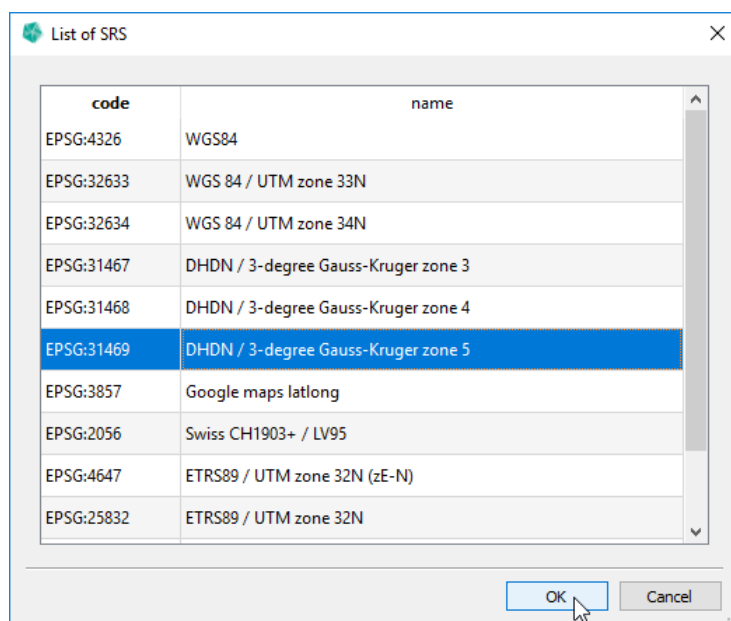 List of SRS
code name
EPSG:4326 WGS84
EPSG:32633 WGS 84 / UTM zone 33N
EPSG:32634 WGS 84 / UTM zone 34N
EPSG:31467 DHDN / 3-degree Gauss-Kruger zone 3
EPSG:31468 DHDN / 3-degree Gauss-Kruger zone 4
EPSG:31469 DHDN / 3-degree Gauss-Kruger zone 5
EPSG:3857 Google maps latlong
EPSG:2056 Swiss CH1903+ / LV95
EPSG:4647 ETRS89 / UTM zone 32N (zE-N)
EPSG:25832 ETRS89 / UTM zone 32N
OK Cancel